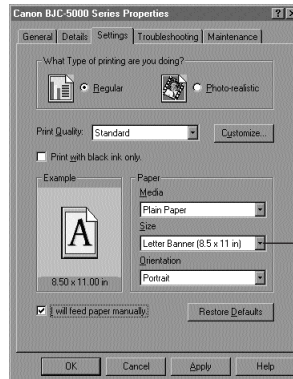 Canon BJC-5000 Series Properties
General Details Settings Troubleshooting Maintenance
What Type of printing are you doing?
Regular Photo-realistic
Print Quality: Standard Customize...
Print with black ink only.
Example
A
8.50 x 11.00 in
Paper
Media
Plain Paper
Size
Letter Banner (8.5 x 11 in)
Orientation
Portrait
I will feed paper manually.
Restore Defaults
OK Cancel Apply Help